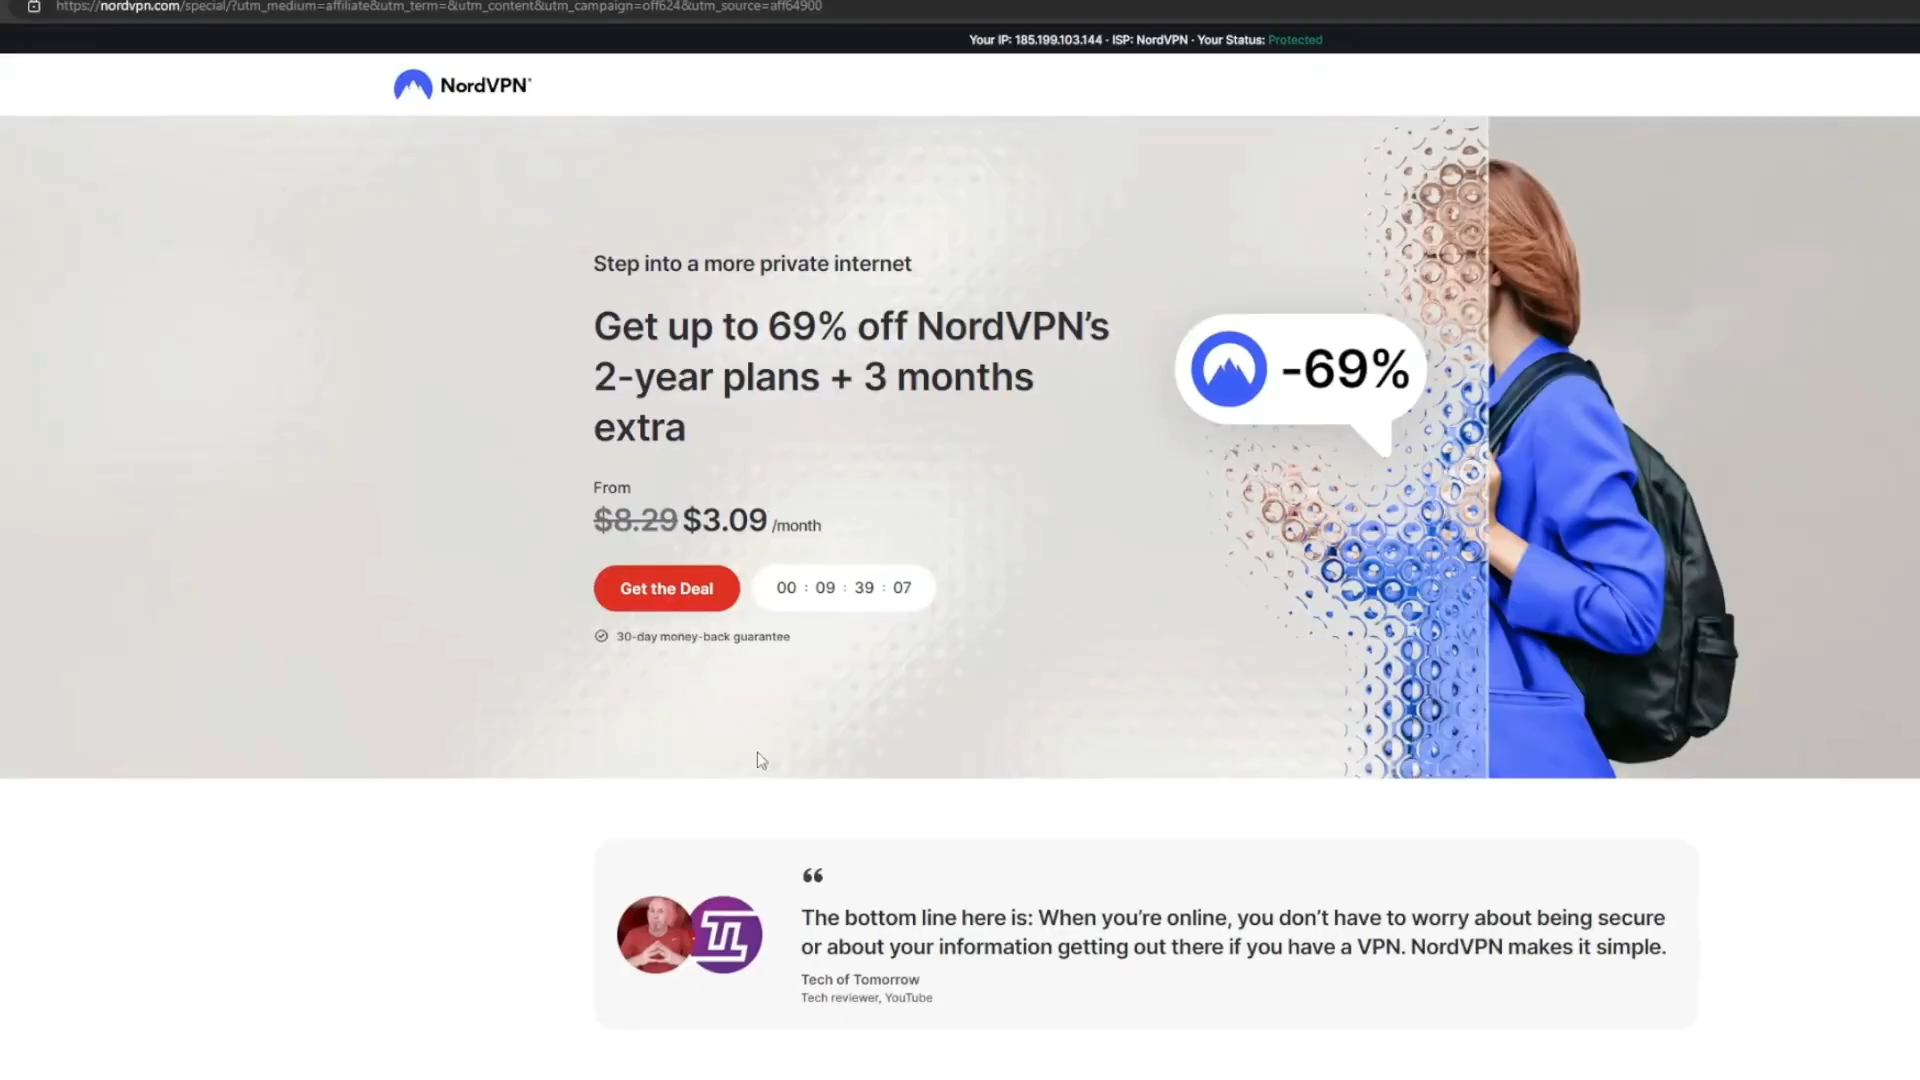 https://nordvpn.com/special/?utm_medium=affiliate&utm_term=&utm_content&utm_campaign=off624&utm_source=aff64900
Your IP: 185.199.103.144 - ISP: NordVPN - Your Status: Protected
NordVPN®
Step into a more private internet
Get up to 69% off NordVPN’s
2-year plans + 3 months
extra
-69%
From
$8.29 $3.09 /month
Get the Deal 00 : 09 : 39 : 07
30-day money-back guarantee
“
The bottom line here is: When you’re online, you don’t have to worry about being secure
or about your information getting out there if you have a VPN. NordVPN makes it simple.
Tech of Tomorrow
Tech reviewer, YouTube